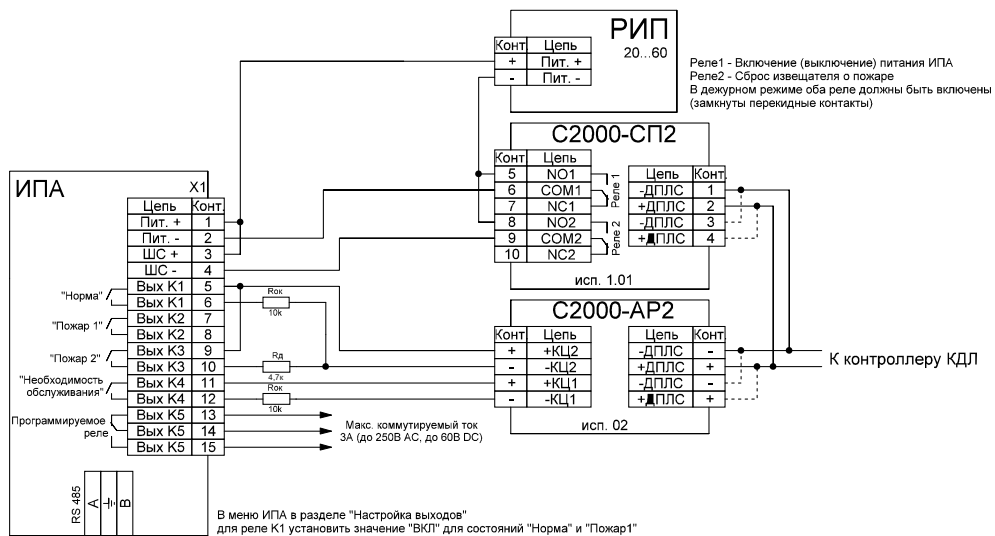 РИП
20...60
Конт. Цепь
+ Пит. +
- Пит. -
Реле1 - Включение (выключение) питания ИПА
Реле2 - Сброс извещателя о пожаре
В дежурном режиме оба реле должны быть включены
(замкнуты перекидные контакты)
С2000-СП2
Конт. Цепь
5 NO1
6 COM1
7 NC1
8 NO2
9 COM2
10 NC2
Реле 1
Реле 2
Цепь Конт.
-ДПЛС 1
+ДПЛС 2
-ДПЛС 3
+ДПЛС 4
исп. 1.01
ИПА
X1
Цепь Конт.
Пит. + 1
Пит. - 2
ШС + 3
ШС - 4
Вых К1 5
Вых К1 6
Вых К2 7
Вых К2 8
Вых К3 9
Вых К3 10
Вых К4 11
Вых К4 12
Вых К5 13
Вых К5 14
Вых К5 15
"Норма"
"Пожар 1"
"Пожар 2"
"Необходимость
обслуживания"
Программируемое
реле
Rок
10k
Rд
4,7к
Rок
10k
С2000-АР2
Конт. Цепь
+ +КЦ2
- -КЦ2
+ +КЦ1
- -КЦ1
Цепь Конт.
-ДПЛС -
+ДПЛС +
-ДПЛС -
+ДПЛС +
исп. 02
К контроллеру КДЛ
Макс. коммутируемый ток
3А (до 250В AC, до 60В DC)
RS 485
A
B
В меню ИПА в разделе "Настройка выходов"
для реле К1 установить значение "ВКЛ" для состояний "Норма" и "Пожар1"